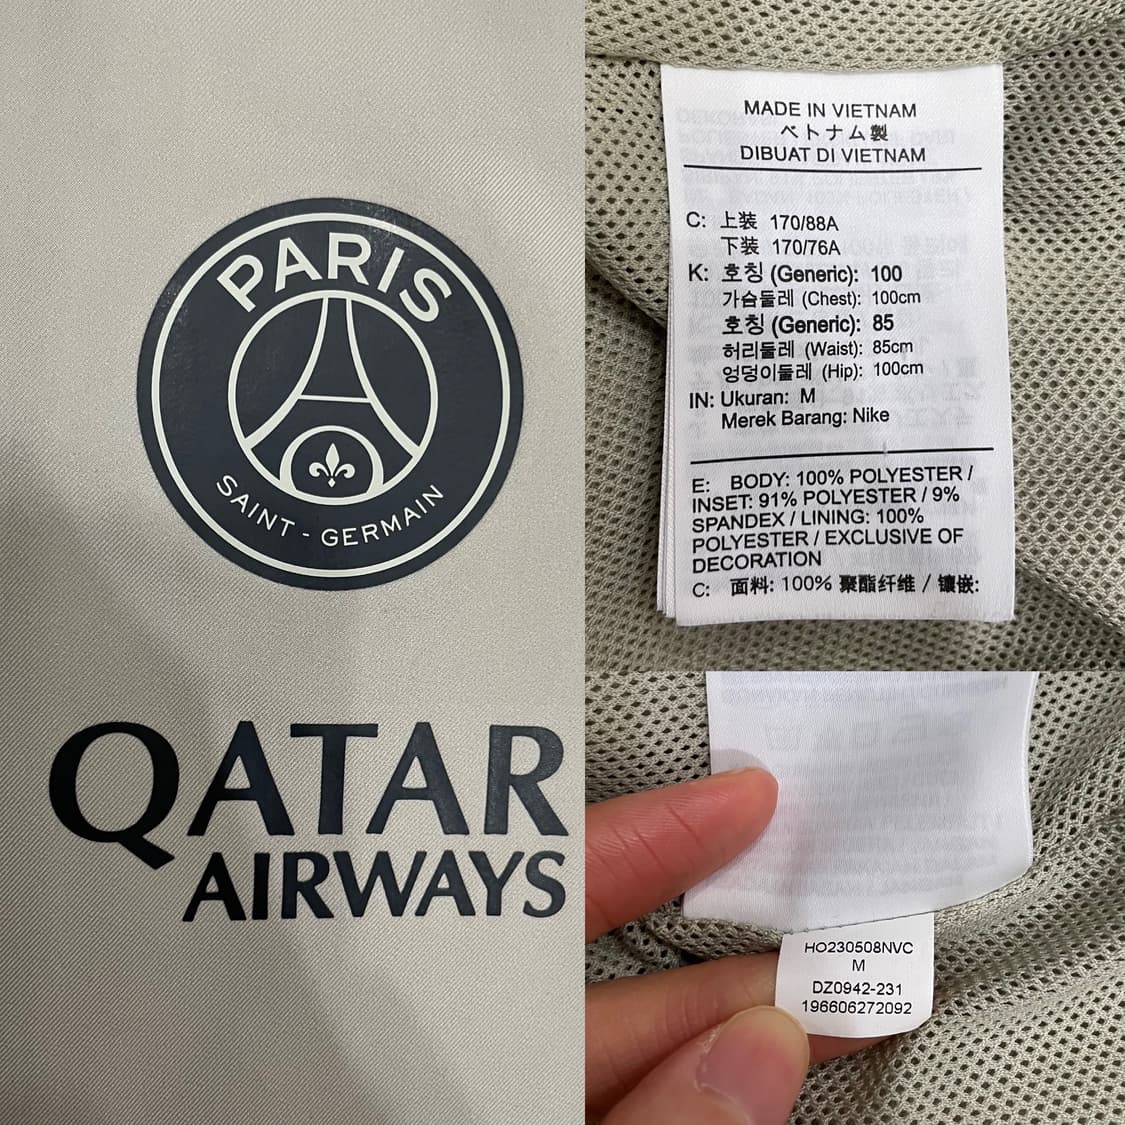 PARIS
SAINT - GERMAIN
QATAR
AIRWAYS
MADE IN VIETNAM
ベトナム製
DIBUAT DI VIETNAM
C: 上装 170/88A
下装 170/76A
K: 호칭 (Generic): 100
가슴둘레 (Chest): 100cm
호칭 (Generic): 85
허리둘레 (Waist): 85cm
엉덩이둘레 (Hip): 100cm
IN: Ukuran: M
Merek Barang: Nike
E: BODY: 100% POLYESTER /
INSET: 91% POLYESTER / 9%
SPANDEX / LINING: 100%
POLYESTER / EXCLUSIVE OF
DECORATION
C: 面料: 100% 聚酯纤维 / 镶嵌:
HO230508NVC
M
DZ0942-231
196606272092